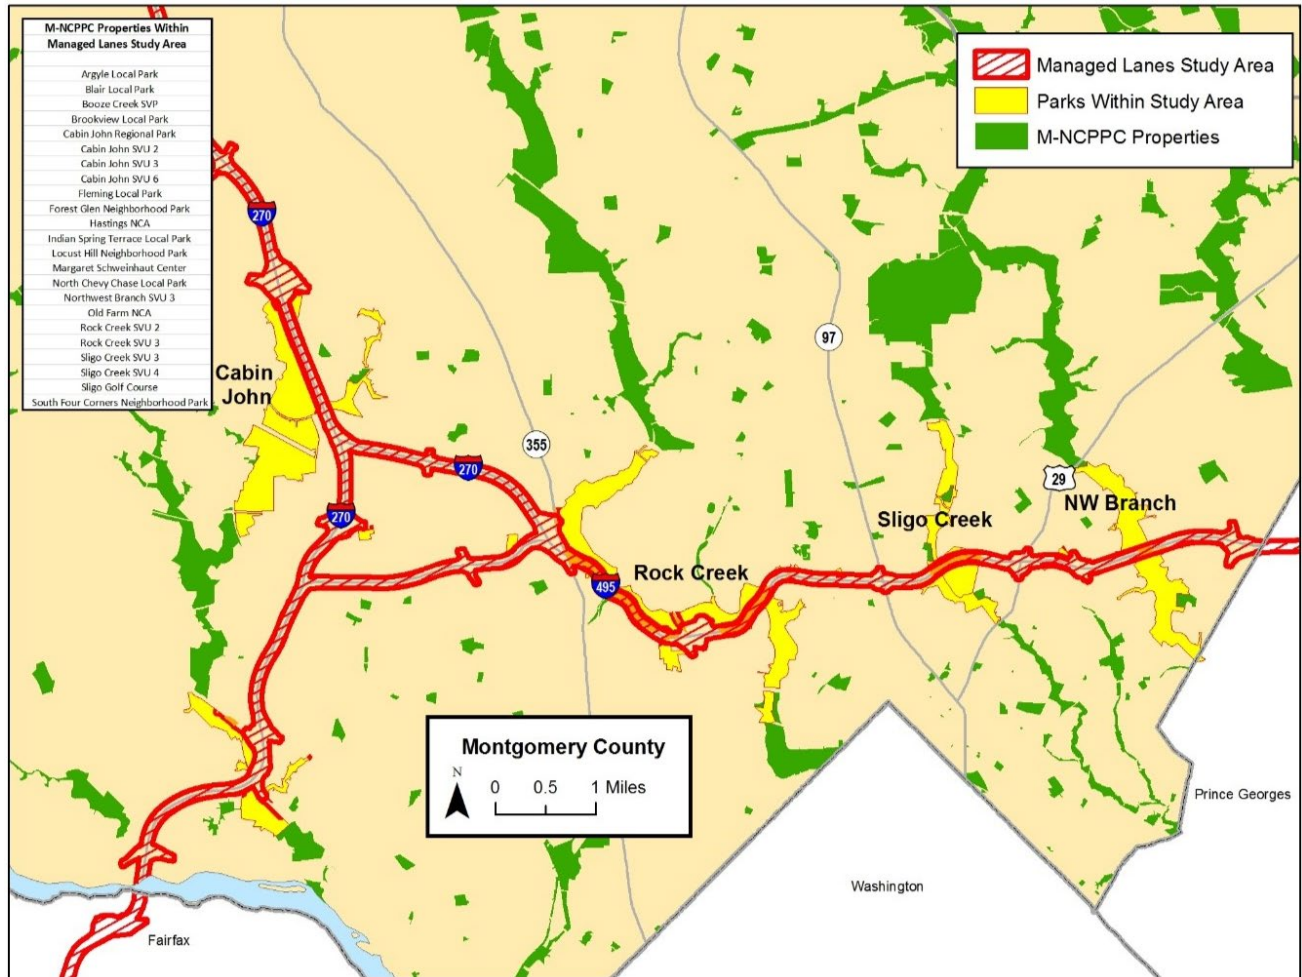 M-NCPPC Properties Within
Managed Lanes Study Area
Argyle Local Park
Blair Local Park
Booze Creek SVP
Brookview Local Park
Cabin John Regional Park
Cabin John SVU 2
Cabin John SVU 3
Cabin John SVU 6
Fleming Local Park
Forest Glen Neighborhood Park
Hastings NCA
Indian Spring Terrace Local Park
Locust Hill Neighborhood Park
Margaret Schweinhaut Center
North Chevy Chase Local Park
Northwest Branch SVU 3
Old Farm NCA
Rock Creek SVU 2
Rock Creek SVU 3
Sligo Creek SVU 3
Sligo Creek SVU 4
Sligo Golf Course
South Four Corners Neighborhood Park
Managed Lanes Study Area
Parks Within Study Area
M-NCPPC Properties
270
97
Cabin
John
355
270
29
NW Branch
270
Sligo Creek
Rock Creek
495
Montgomery County
N
0 0.5 1 Miles
Prince Georges
Washington
Fairfax